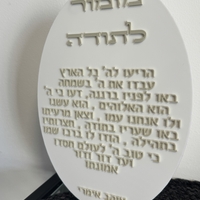 מזמור
לתודה
הריעו לה' כל הארץ
עבדו את ה' בשמחה
באו לפניו ברננה, דעו כי ה'
הוא האלוהים, הוא עשנו
ולו אנחנו עמו, וצאן מרעיתו
באו שעריו בתודה, חצרותיו
בתהילה, הודו לו ברכו שמו
כי טוב ה' לעולם חסדו
ועד דור ודור
אמונתו